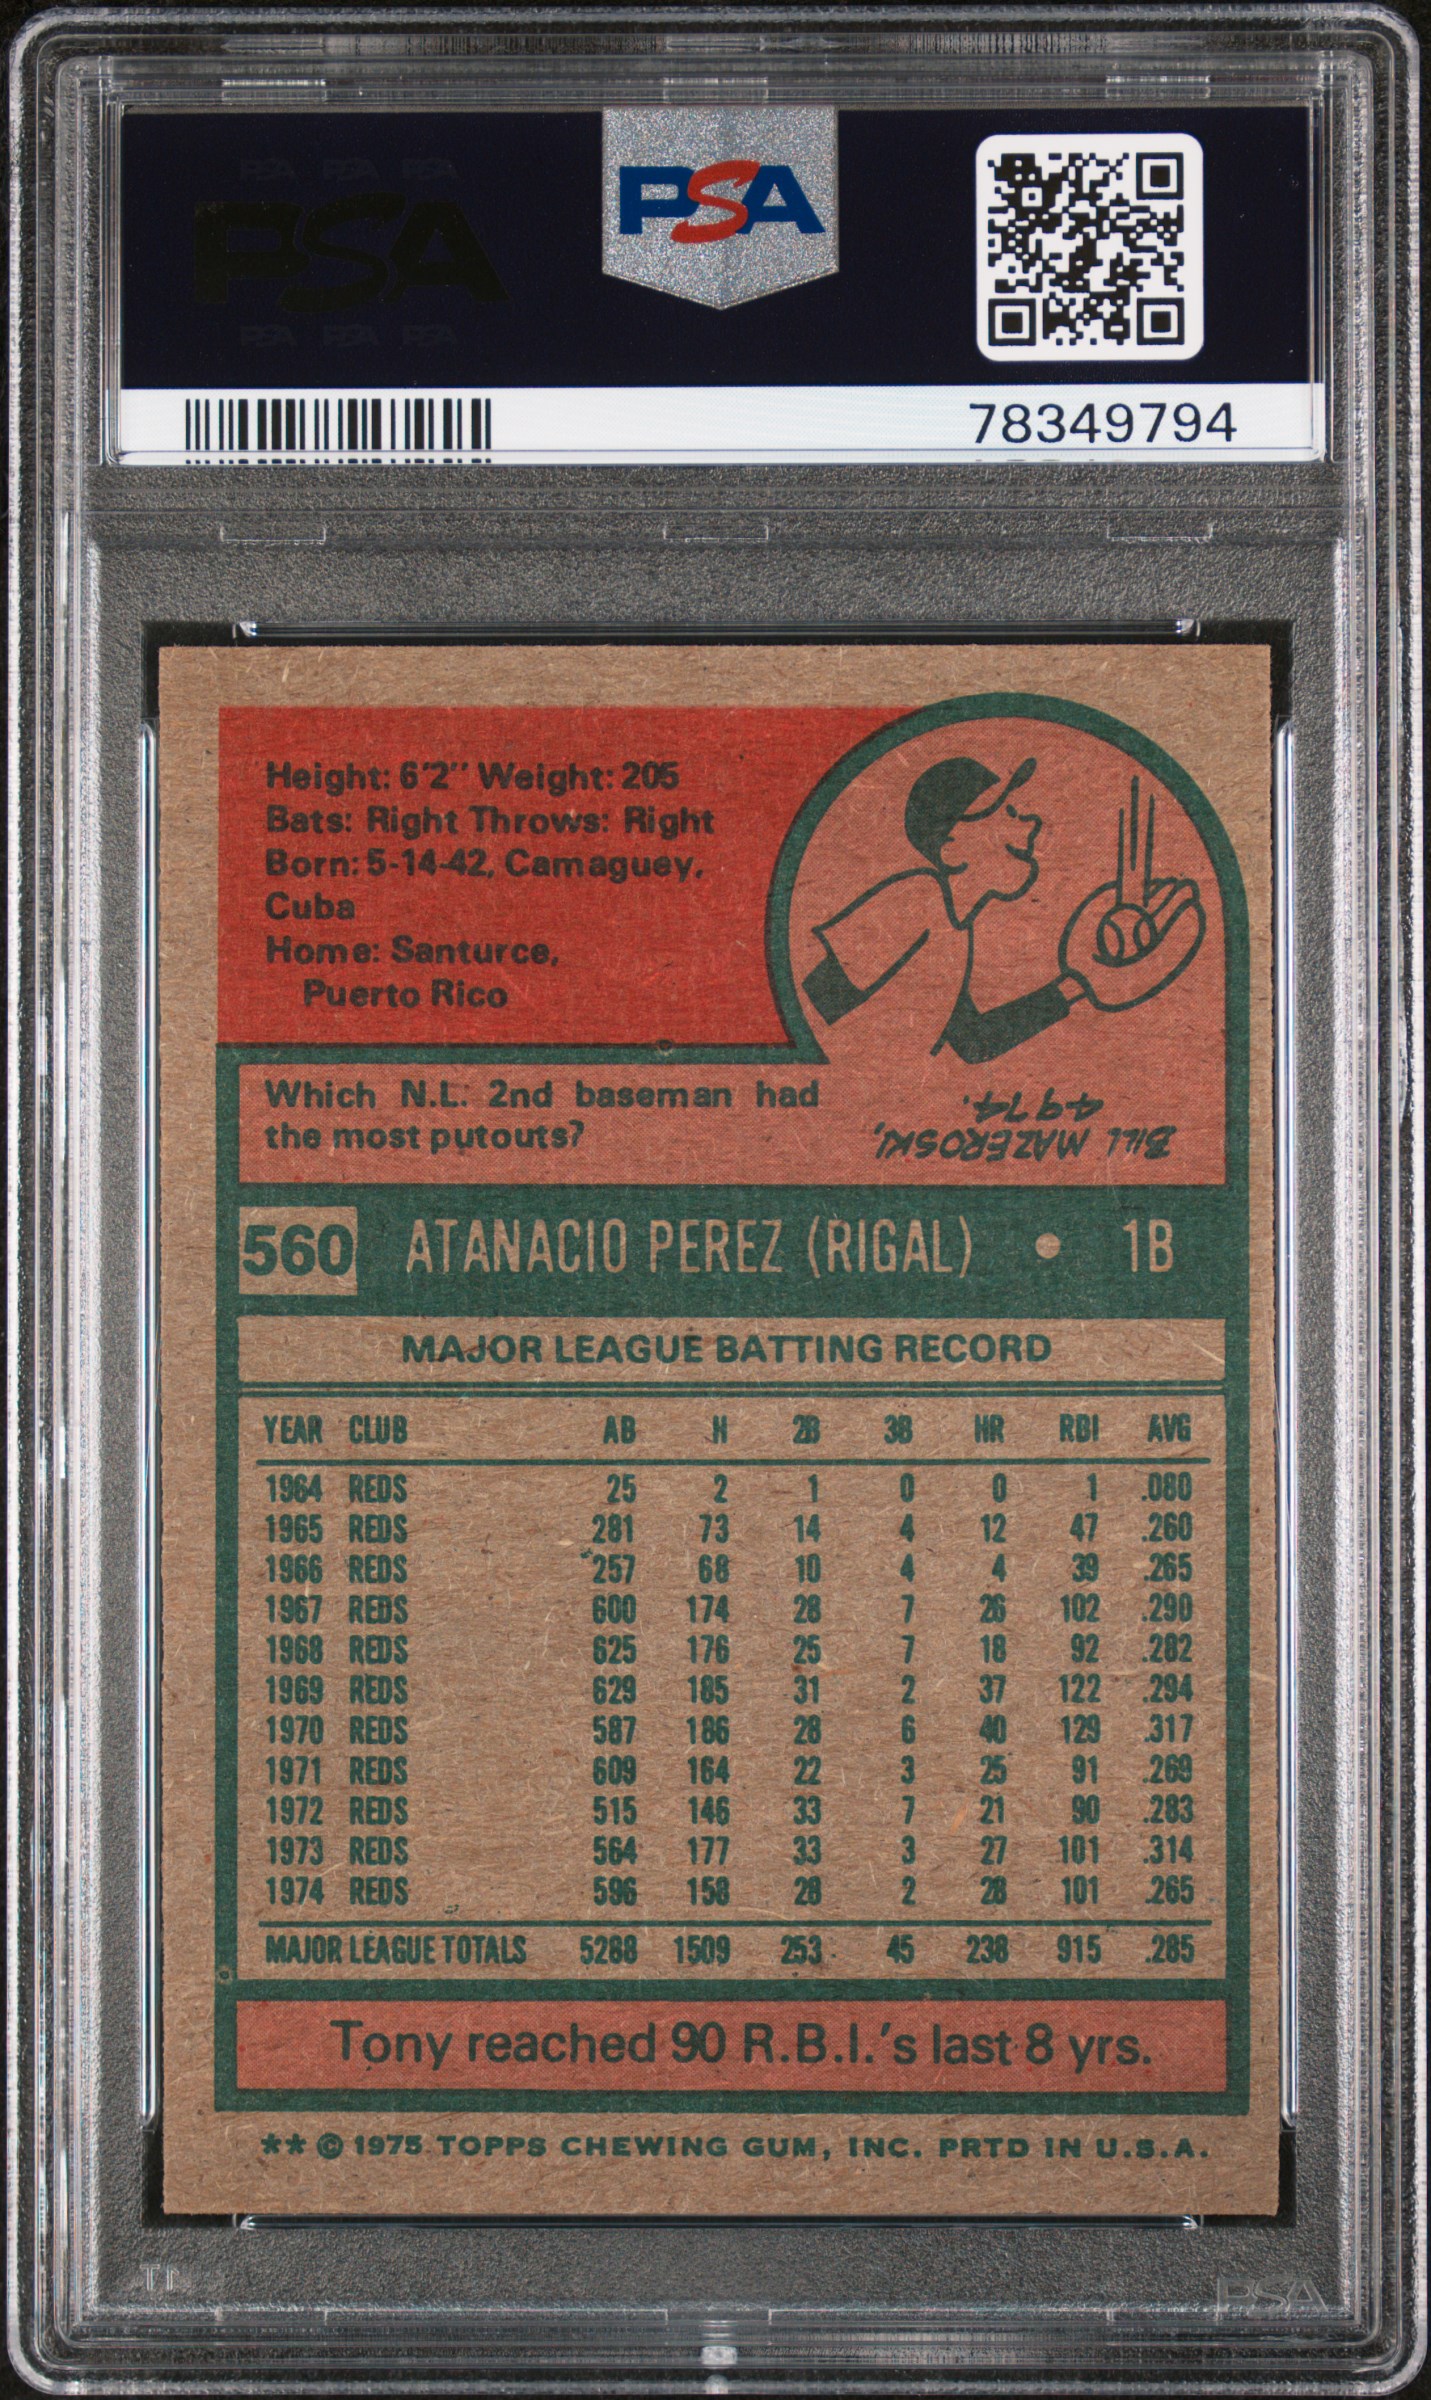 PSA PSA PSA
PSA
PSA PSA PSA
PSA
78349794
Height: 6'2" Weight: 205
Bats: Right Throws: Right
Born: 5-14-42, Camaguey,
Cuba
Home: Santurce,
Puerto Rico
Which N.L. 2nd baseman had
the most putouts?
BILL MAZEROSKI,
4974.
560 ATANACIO PEREZ (RIGAL) • 1B
MAJOR LEAGUE BATTING RECORD
YEAR CLUB AB H 2B 3B HR RBI AVG
1964 REDS 25 2 1 0 0 1 .080
1965 REDS 281 73 14 4 12 47 .260
1966 REDS 257 68 10 4 4 39 .265
1967 REDS 600 174 28 7 26 102 .290
1968 REDS 625 176 25 7 18 92 .282
1969 REDS 629 185 31 2 37 122 .294
1970 REDS 587 186 28 6 40 129 .317
1971 REDS 609 164 22 3 25 91 .269
1972 REDS 515 146 33 7 21 90 .283
1973 REDS 564 177 33 3 27 101 .314
1974 REDS 596 158 28 2 28 101 .265
MAJOR LEAGUE TOTALS 5288 1509 253 45 238 915 .285
Tony reached 90 R.B.I.'s last 8 yrs.
** © 1975 TOPPS CHEWING GUM, INC. PRTD IN U.S.A.
PSA